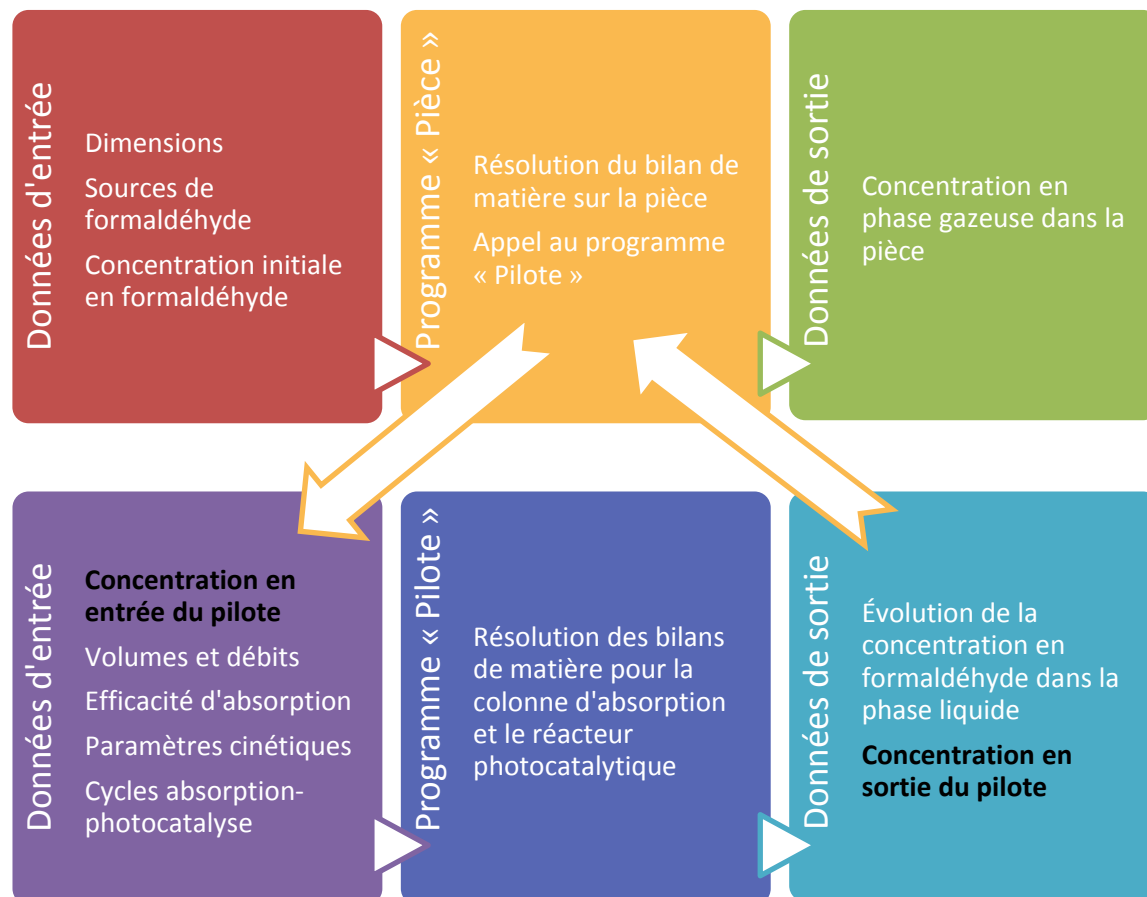 Données d'entrée
Dimensions
Sources de
formaldéhyde
Concentration initiale
en formaldéhyde
Programme « Pièce »
Résolution du bilan de
matière sur la pièce
Appel au programme
« Pilote »
Données de sortie
Concentration en
phase gazeuse dans la
pièce
Données d'entrée
Concentration en
entrée du pilote
Volumes et débits
Efficacité d'absorption
Paramètres cinétiques
Cycles absorption-
photocatalyse
Programme « Pilote »
Résolution des bilans
de matière pour la
colonne d'absorption
et le réacteur
photocatalytique
Données de sortie
Évolution de la
concentration en
formaldéhyde dans la
phase liquide
Concentration en
sortie du pilote